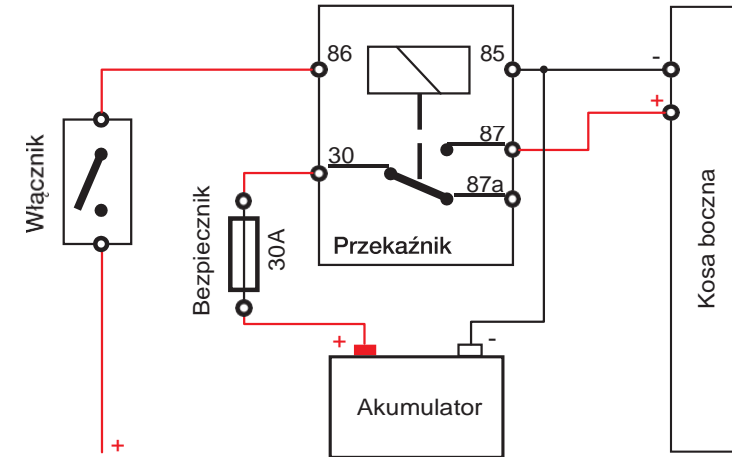 86
85
-
+
Włącznik
30
87
87a
Bezpiecznik
30A
Przekaźnik
Kosa boczna
+
-
Akumulator
+